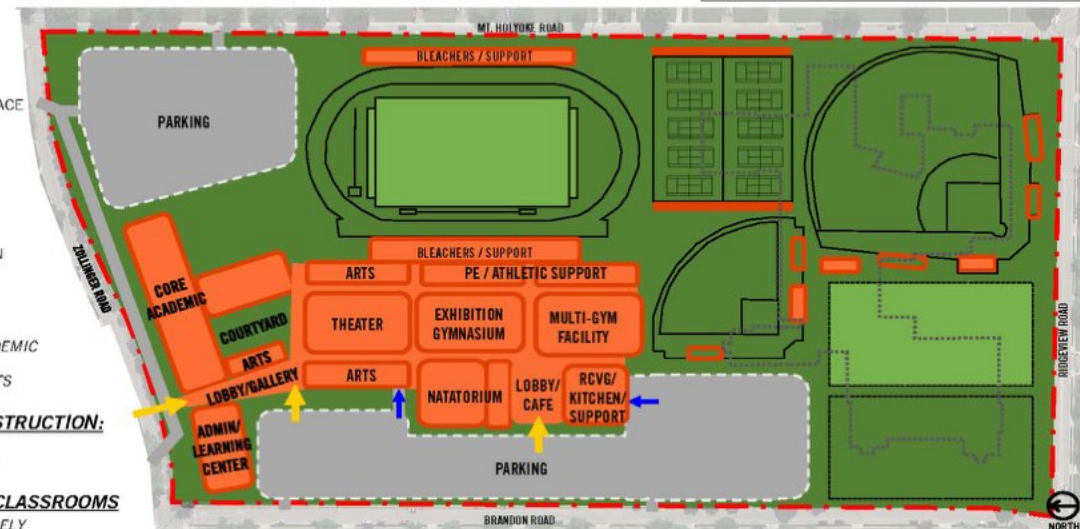 MT. HOLYOKE ROAD
BLEACHERS / SUPPORT
ACE
PARKING
ZOLLINGER ROAD
BLEACHERS / SUPPORT
ARTS
PE / ATHLETIC SUPPORT
CORE
ACADEMIC
COURTYARD
THEATER
EXHIBITION
GYMNASIUM
MULTI-GYM
FACILITY
N
EMIC
TS
ARTS
LOBBY/GALLERY
ARTS
NATATORIUM
LOBBY/
CAFE
RCVG/
KITCHEN/
SUPPORT
RIDGEVIEW ROAD
STRUCTION:
ADMIN/
LEARNING
CENTER
PARKING
CLASSROOMS
ELY
BRANDON ROAD
NORTH